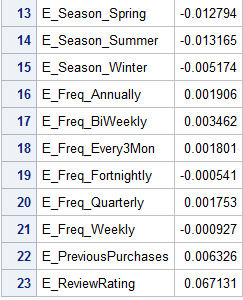 13 E_Season_Spring -0.012794
14 E_Season_Summer -0.013165
15 E_Season_Winter -0.005174
16 E_Freq_Annually 0.001906
17 E_Freq_BiWeekly 0.003462
18 E_Freq_Every3Mon 0.001801
19 E_Freq_Fortnightly -0.000541
20 E_Freq_Quarterly 0.001753
21 E_Freq_Weekly -0.000927
22 E_PreviousPurchases 0.006326
23 E_ReviewRating 0.067131